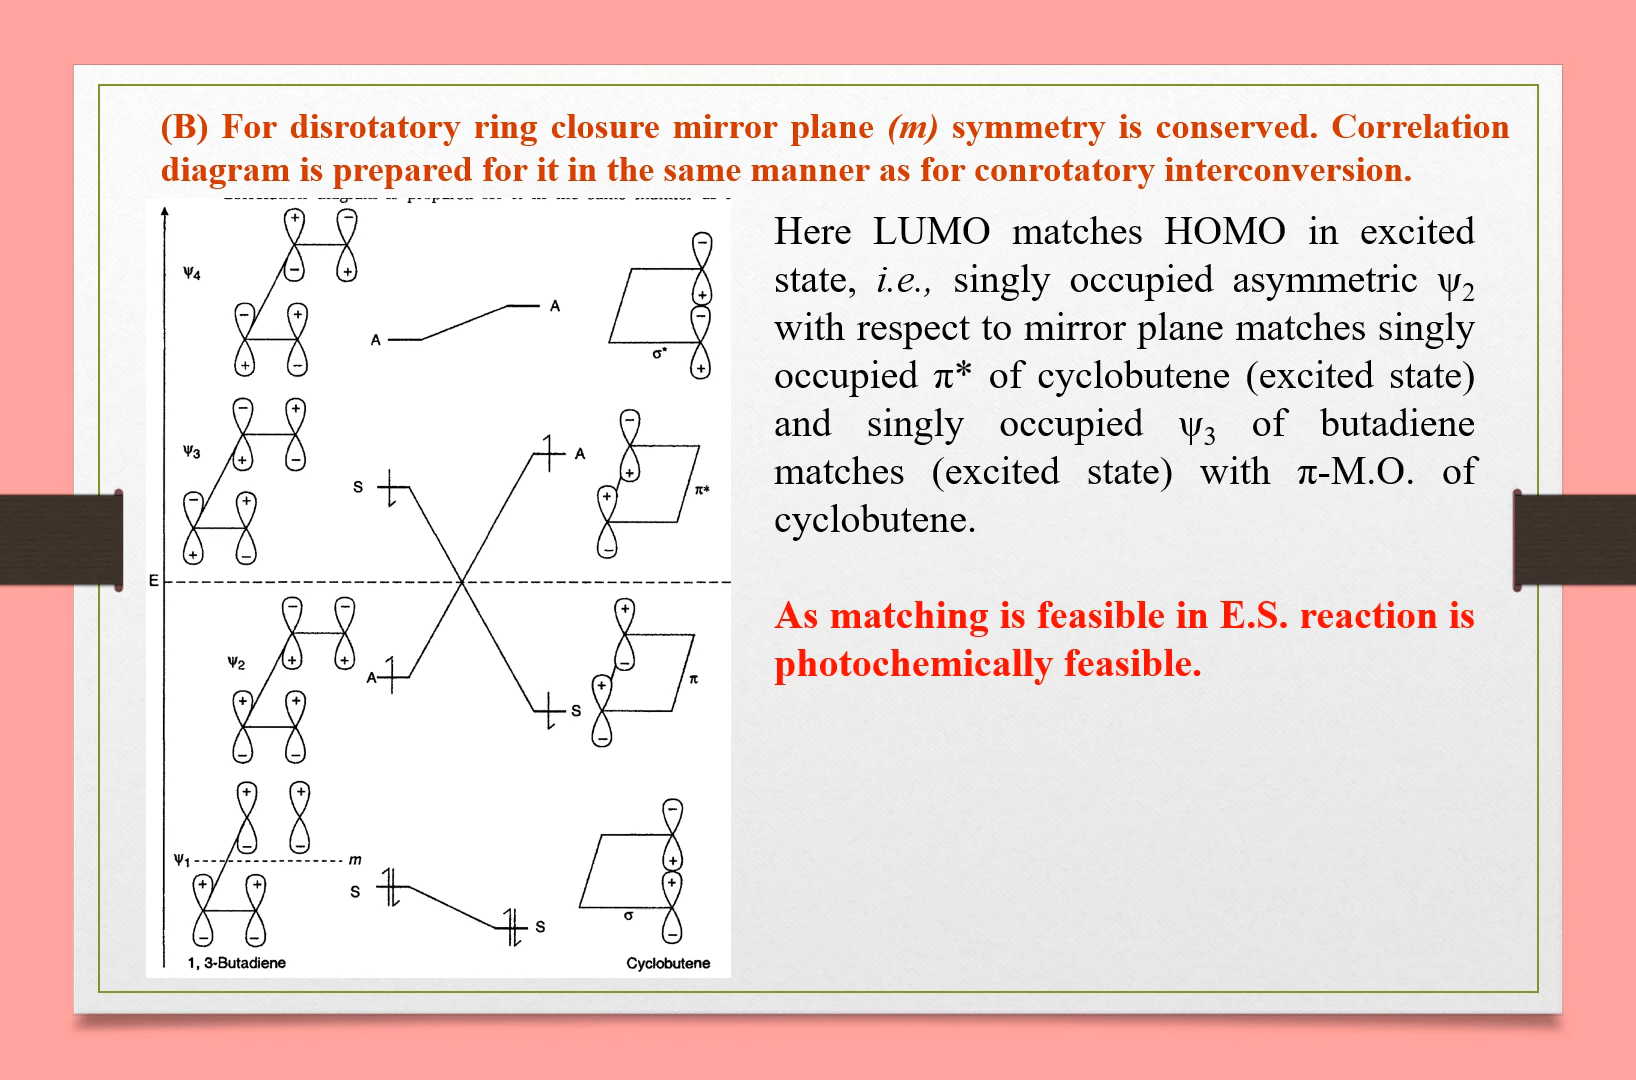 (B) For disrotatory ring closure mirror plane (m) symmetry is conserved. Correlation
diagram is prepared for it in the same manner as for conrotatory interconversion.
Here LUMO matches HOMO in excited
state, i.e., singly occupied asymmetric ψ2
with respect to mirror plane matches singly
occupied π* of cyclobutene (excited state)
and singly occupied ψ3 of butadiene
matches (excited state) with π-M.O. of
cyclobutene.
As matching is feasible in E.S. reaction is
photochemically feasible.
+ −
ψ4
− +
− +
+ −
A A
− + − +
σ*
− +
ψ3
+ −
− +
+ −
S A
− + + −
π*
E
− −
ψ2
+ +
+ +
− −
A S
+ − + −
π
+ +
− −
ψ1 m
+ +
− −
S S
− + + −
σ
1, 3-Butadiene Cyclobutene